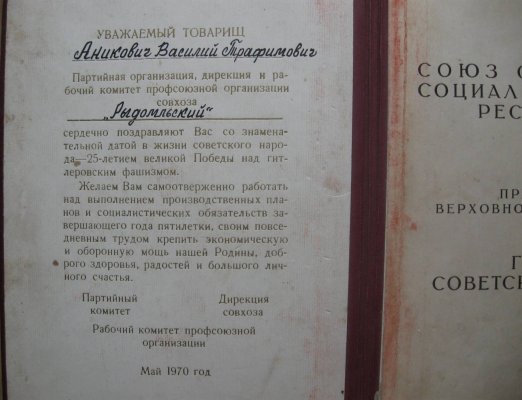 УВАЖАЕМЫЙ ТОВАРИЩ
Аникович Василий Трафимович
Партийная организация, дирекция и ра-
бочий комитет профсоюзной организации
совхоза
„Рыдомльский"
сердечно поздравляют Вас со знамена-
тельной датой в жизни советского наро-
да—25-летием великой Победы над гит-
леровским фашизмом.
Желаем Вам самоотверженно работать
над выполнением производственных пла-
нов и социалистических обязательств за-
вершающего года пятилетки, своим повсе-
дневным трудом крепить экономическую
и оборонную мощь нашей Родины, доб-
рого здоровья, радостей и большого лич-
ного счастья.
Партийный Дирекция
комитет совхоза
Рабочий комитет профсоюзной
организации
Май 1970 год
СОЮЗ С
СОЦИАЛ
РЕС
ПР
ВЕРХОВНО
Г
СОВЕТСК